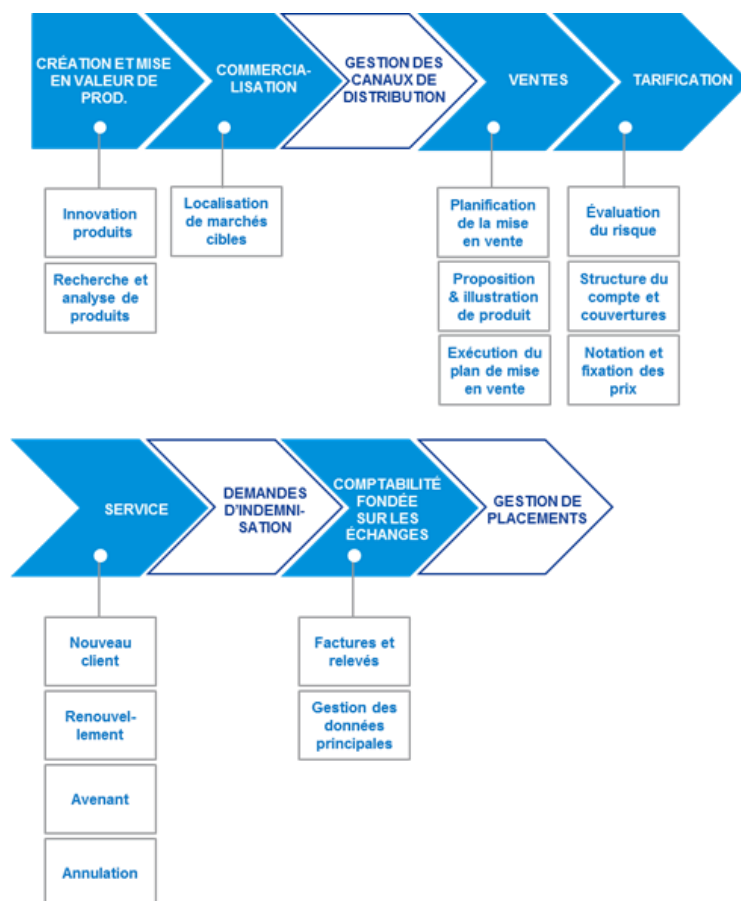 CRÉATION ET MISE
EN VALEUR DE
PROD.
COMMERCIA-
LISATION
GESTION DES
CANAUX DE
DISTRIBUTION
VENTES
TARIFICATION
Innovation
produits
Recherche et
analyse de
produits
Localisation
de marchés
cibles
Planification
de la mise
en vente
Proposition
& illustration
de produit
Exécution du
plan de mise
en vente
Évaluation
du risque
Structure du
compte et
couvertures
Notation et
fixation des
prix
SERVICE
DEMANDES
D'INDEMNI-
SATION
COMPTABILITÉ
FONDÉE
SUR LES
ÉCHANGES
GESTION DE
PLACEMENTS
Nouveau
client
Renouvel-
lement
Avenant
Annulation
Factures et
relevés
Gestion des
données
principales